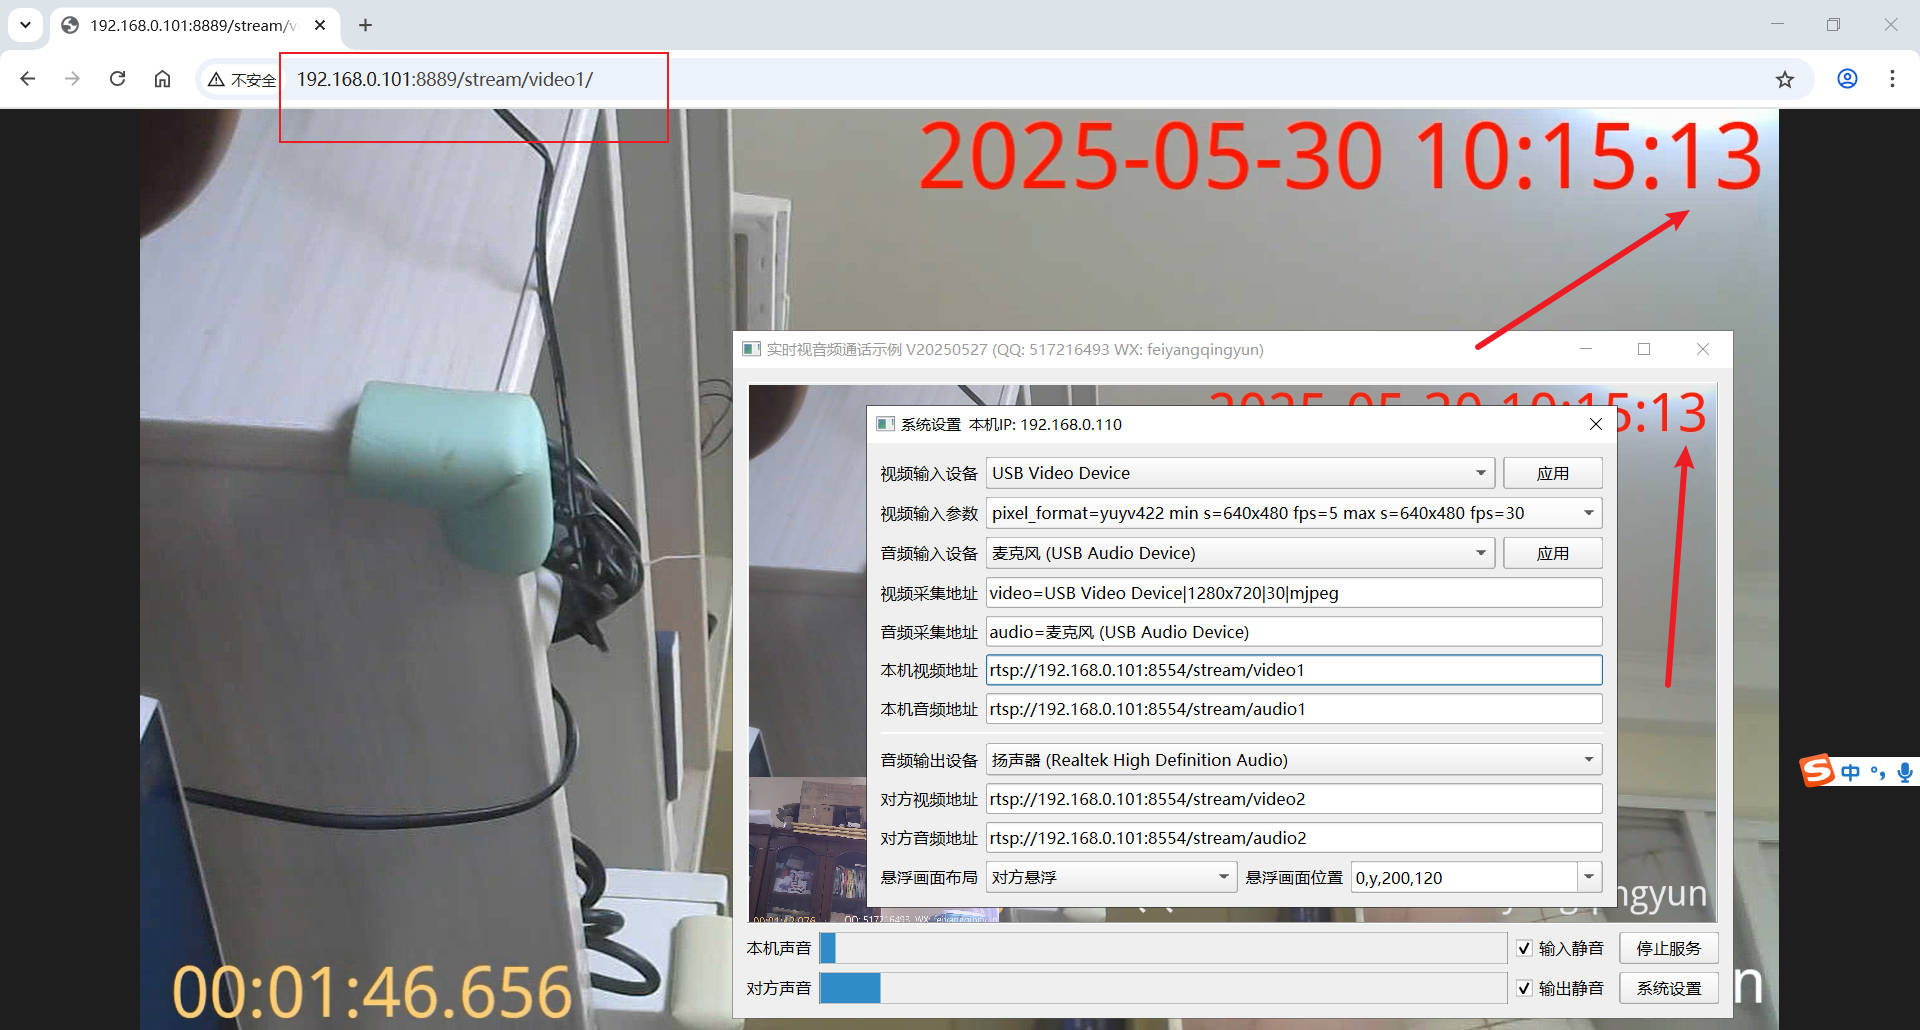 192.168.0.101:8889/stream/v
不安全
192.168.0.101:8889/stream/video1/
2025-05-30 10:15:13
实时视音频通话示例 V20250527 (QQ: 517216493 WX: feiyangqingyun)
2025-05-30 10:15:13
系统设置 本机IP: 192.168.0.110
视频输入设备 USB Video Device 应用
视频输入参数 pixel_format=yuyv422 min s=640x480 fps=5 max s=640x480 fps=30
音频输入设备 麦克风 (USB Audio Device) 应用
视频采集地址 video=USB Video Device|1280x720|30|mjpeg
音频采集地址 audio=麦克风 (USB Audio Device)
本机视频地址 rtsp://192.168.0.101:8554/stream/video1
本机音频地址 rtsp://192.168.0.101:8554/stream/audio1
音频输出设备 扬声器 (Realtek High Definition Audio)
对方视频地址 rtsp://192.168.0.101:8554/stream/video2
对方音频地址 rtsp://192.168.0.101:8554/stream/audio2
悬浮画面布局 对方悬浮 悬浮画面位置 0,y,200,120
ngyun
QQ: 517216493 WX: feiyangqingyun
本机声音 输入静音 停止服务
对方声音 输出静音 系统设置
n
00:01:46.656
中